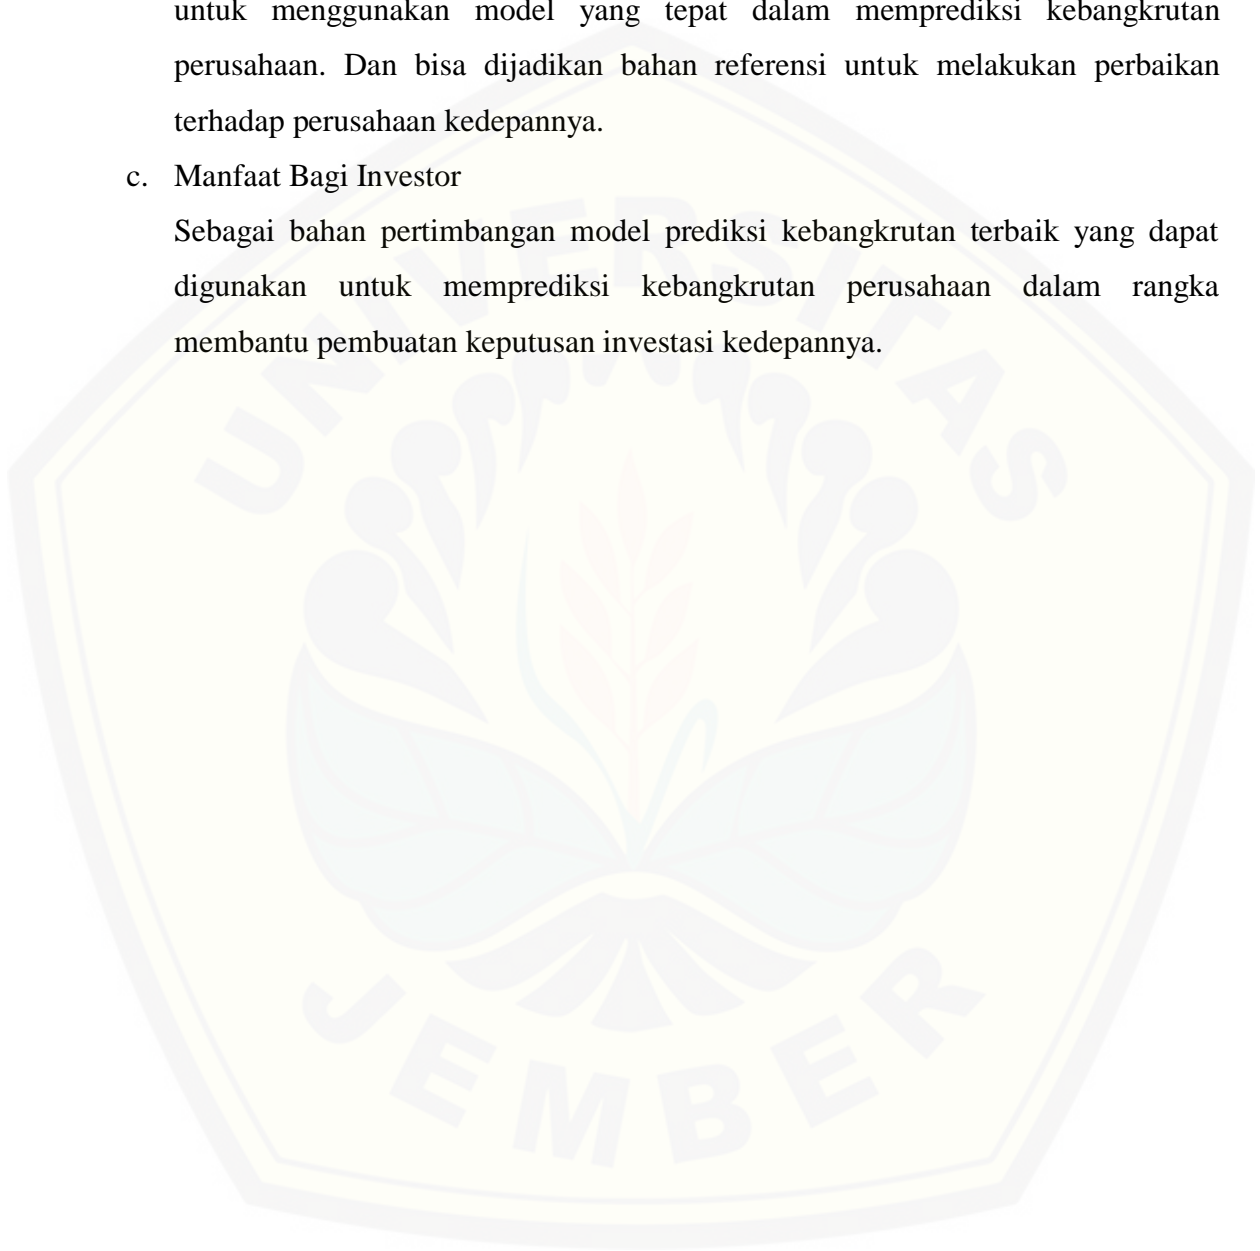 untuk menggunakan model yang tepat dalam memprediksi kebangkrutan
perusahaan. Dan bisa dijadikan bahan referensi untuk melakukan perbaikan
terhadap perusahaan kedepannya.
c. Manfaat Bagi Investor
Sebagai bahan pertimbangan model prediksi kebangkrutan terbaik yang dapat
digunakan untuk memprediksi kebangkrutan perusahaan dalam rangka
membantu pembuatan keputusan investasi kedepannya.
UNIVERSITAS
JEMBER